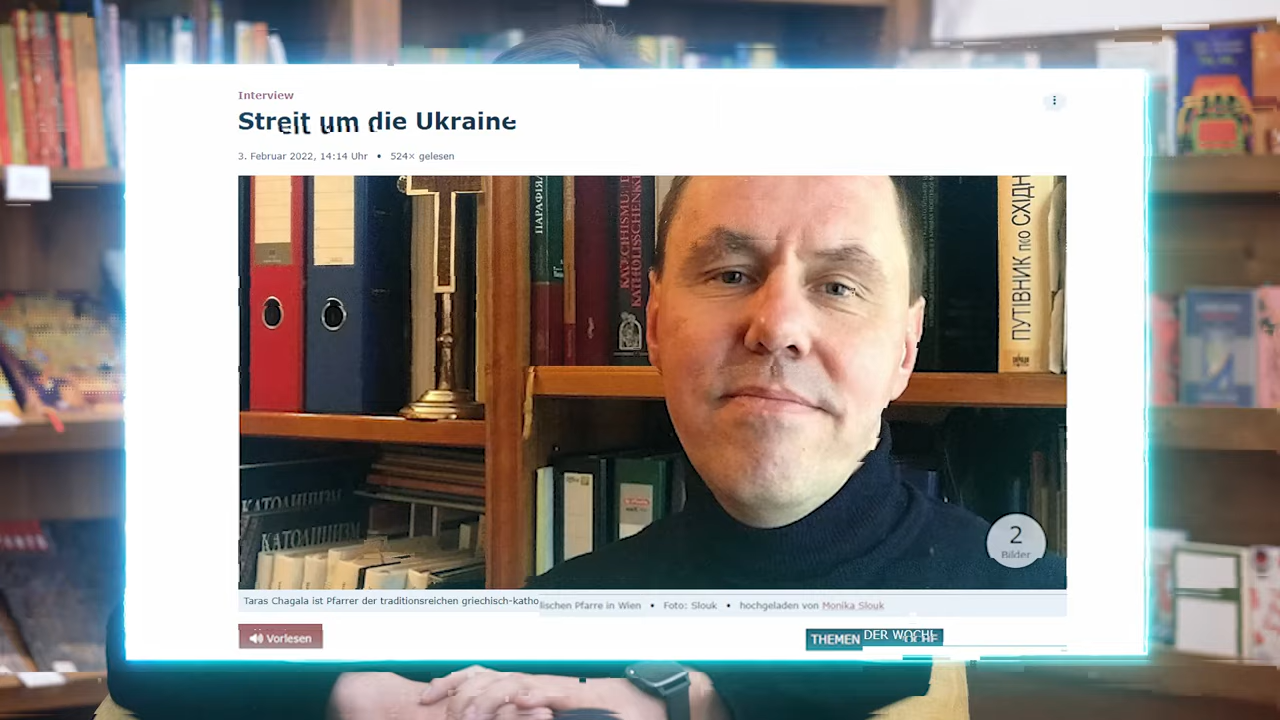 Interview
Streit um die Ukraine
3. Februar 2022, 14:14 Uhr • 524× gelesen
ПАРАФІЯ
KATECHISMU
KATHOLISCHENK
ПУТІВНИК ПО СХІДН
КАТОЛИЦИЗМ
КАТОЛИЦИЗМ
2
Bilder
Taras Chagala ist Pfarrer der traditionsreichen griechisch-katholischen Pfarre in Wien • Foto: Slouk • hochgeladen von Monika Slouk
Vorlesen
THEMEN DER WOCHE